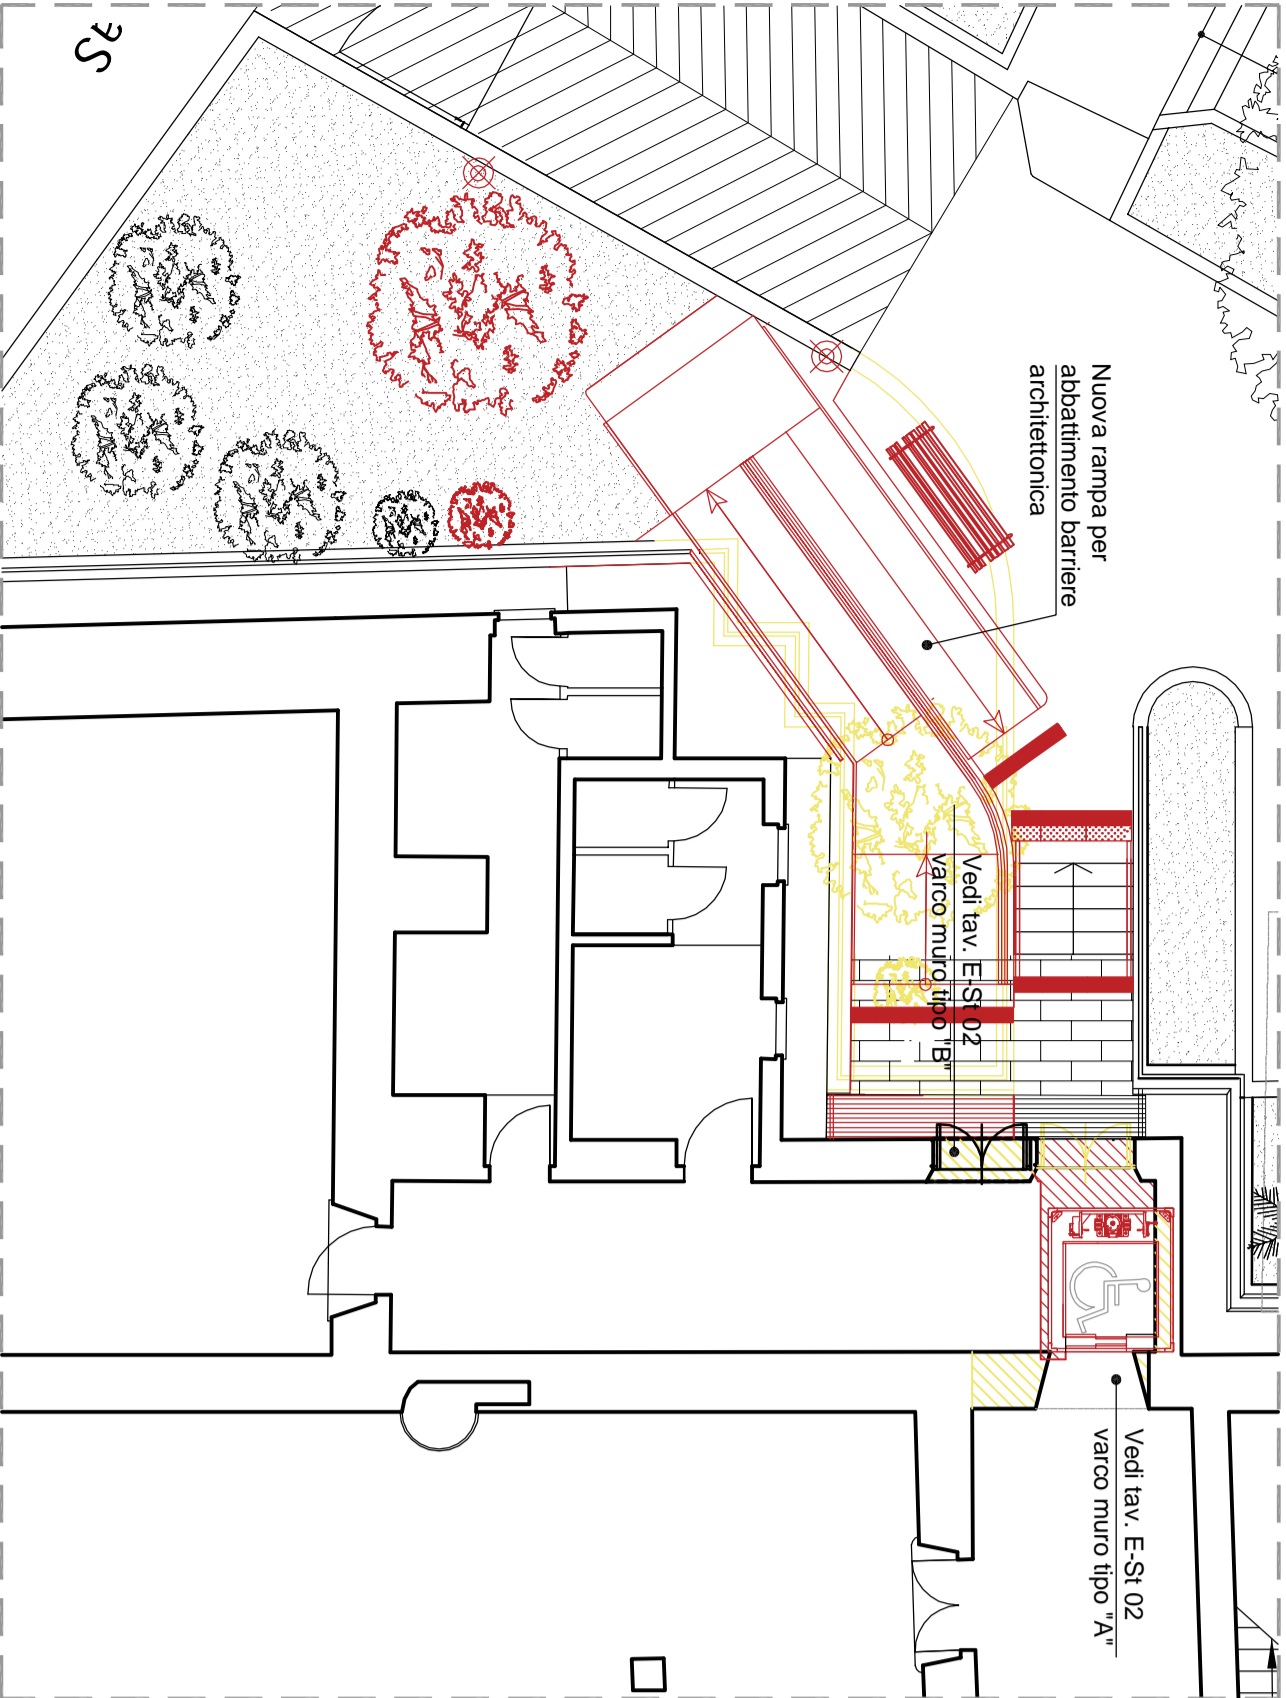 Nuova rampa per
abbattimento barriere
architettonica
Vedi tav. E-St 02
varco muro tipo "B"
Vedi tav. E-St 02
varco muro tipo "A"